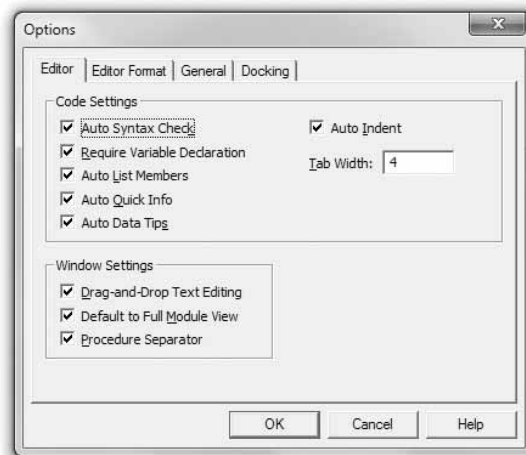 Options
Editor Editor Format General Docking
Code Settings
Auto Syntax Check
Require Variable Declaration
Auto List Members
Auto Quick Info
Auto Data Tips
Auto Indent
Tab Width: 4
Window Settings
Drag-and-Drop Text Editing
Default to Full Module View
Procedure Separator
OK Cancel Help